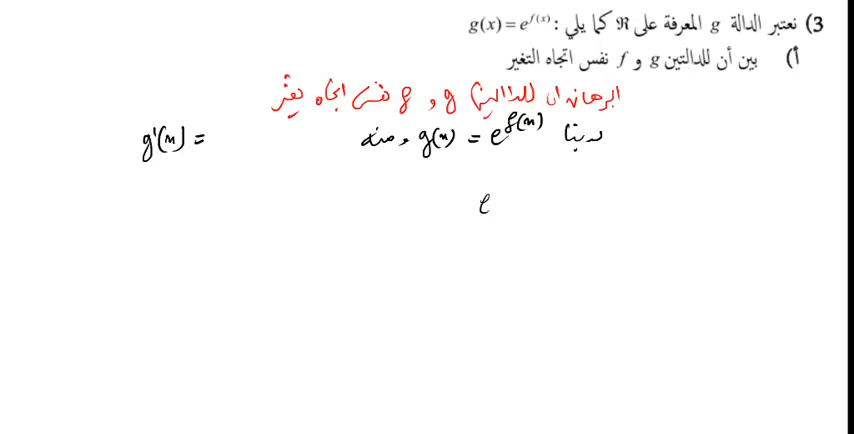 3) نعتبر الدالة g المعرفة على ℜ كما يلي : g(x) = e^{f(x)}
أ) بين أن للدالتين g و f نفس اتجاه التغير
البرهان ان للدالتين g و f نفس اتجاه تغير
لدينا g(x) = e^{f(x)} ومنه g'(x) =
e